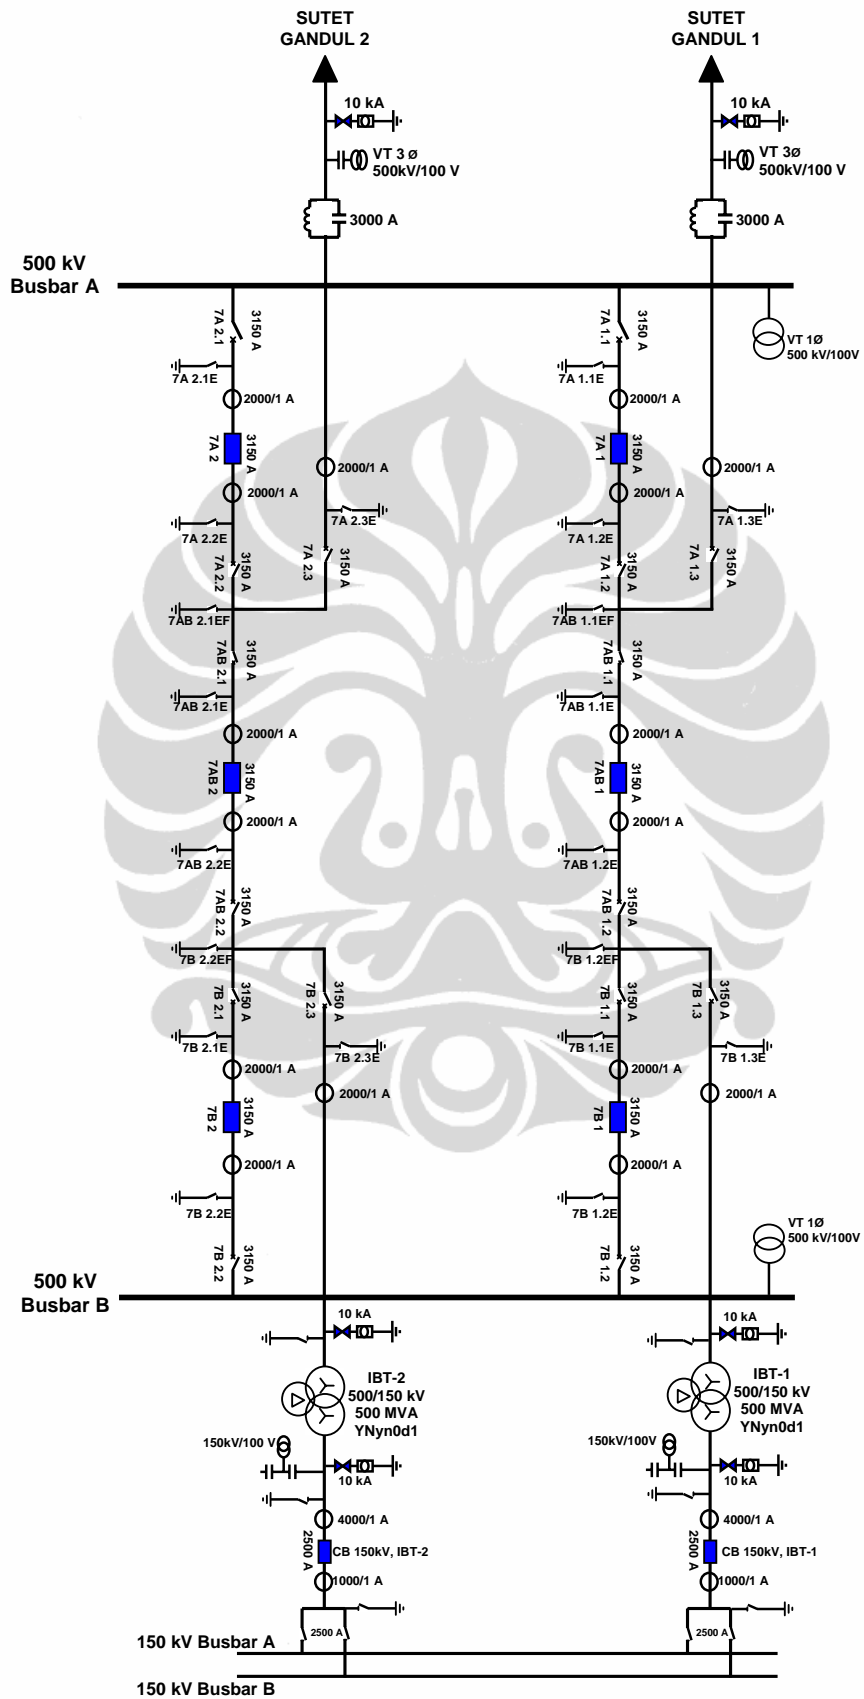 SUTET
GANDUL 2
SUTET
GANDUL 1
10 kA
10 kA
VT 3 Ø
500kV/100 V
VT 3Ø
500kV/100 V
3000 A
3000 A
500 kV
Busbar A
7A 2.1
3150 A
7A 1.1
3150 A
VT 1Ø
500 kV/100V
7A 2.1E
7A 1.1E
2000/1 A
2000/1 A
7A 2
3150 A
7A 1
3150 A
2000/1 A
2000/1 A
2000/1 A
2000/1 A
7A 2.3E
7A 1.3E
7A 2.2E
7A 1.2E
7A 2.2
3150 A
7A 2.3
3150 A
7A 1.2
3150 A
7A 1.3
3150 A
7AB 2.1EF
7AB 1.1EF
7AB 2.1
3150 A
7AB 1.1
3150 A
7AB 2.1E
7AB 1.1E
2000/1 A
2000/1 A
7AB 2
3150 A
7AB 1
3150 A
2000/1 A
2000/1 A
7AB 2.2E
7AB 1.2E
7AB 2.2
3150 A
7AB 1.2
3150 A
7B 2.2EF
7B 1.2EF
7B 2.1
3150 A
7B 2.3
3150 A
7B 1.1
3150 A
7B 1.3
3150 A
7B 2.1E
7B 2.3E
7B 1.1E
7B 1.3E
2000/1 A
2000/1 A
2000/1 A
2000/1 A
7B 2
3150 A
7B 1
3150 A
2000/1 A
2000/1 A
7B 2.2E
7B 1.2E
VT 1Ø
500 kV/100V
7B 2.2
3150 A
7B 1.2
3150 A
500 kV
Busbar B
10 kA
10 kA
IBT-2
500/150 kV
500 MVA
YNyn0d1
IBT-1
500/150 kV
500 MVA
YNyn0d1
150kV/100 V
150kV/100V
10 kA
10 kA
4000/1 A
4000/1 A
2500 A
CB 150kV, IBT-2
2500 A
CB 150kV, IBT-1
1000/1 A
1000/1 A
2500 A
2500 A
150 kV Busbar A
150 kV Busbar B